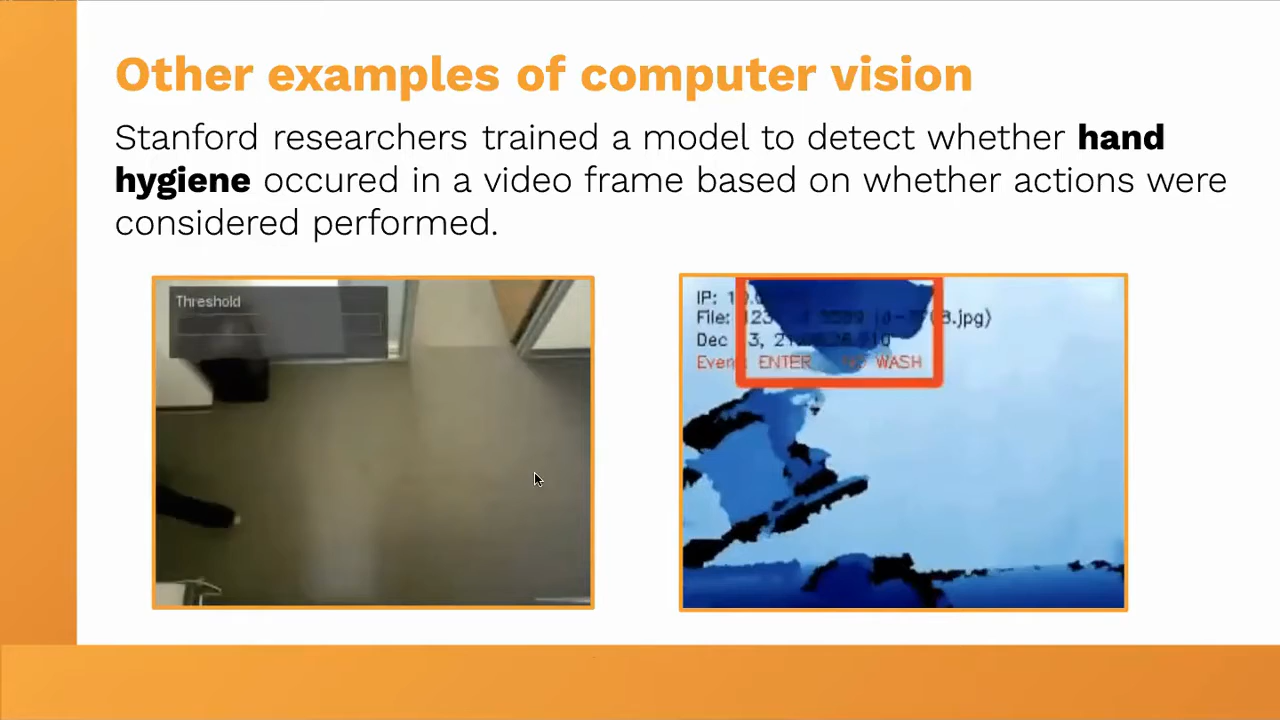 Other examples of computer vision
Stanford researchers trained a model to detect whether hand
hygiene occured in a video frame based on whether actions were
considered performed.
Threshold
IP:
File:
Dec
ENTER WASH